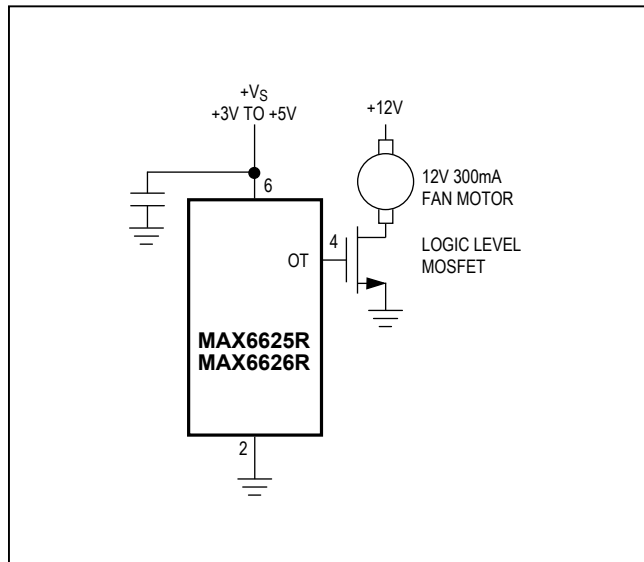 +VS
+3V TO +5V
+12V
6
12V 300mA
FAN MOTOR
4
OT
LOGIC LEVEL
MOSFET
MAX6625R
MAX6626R
2